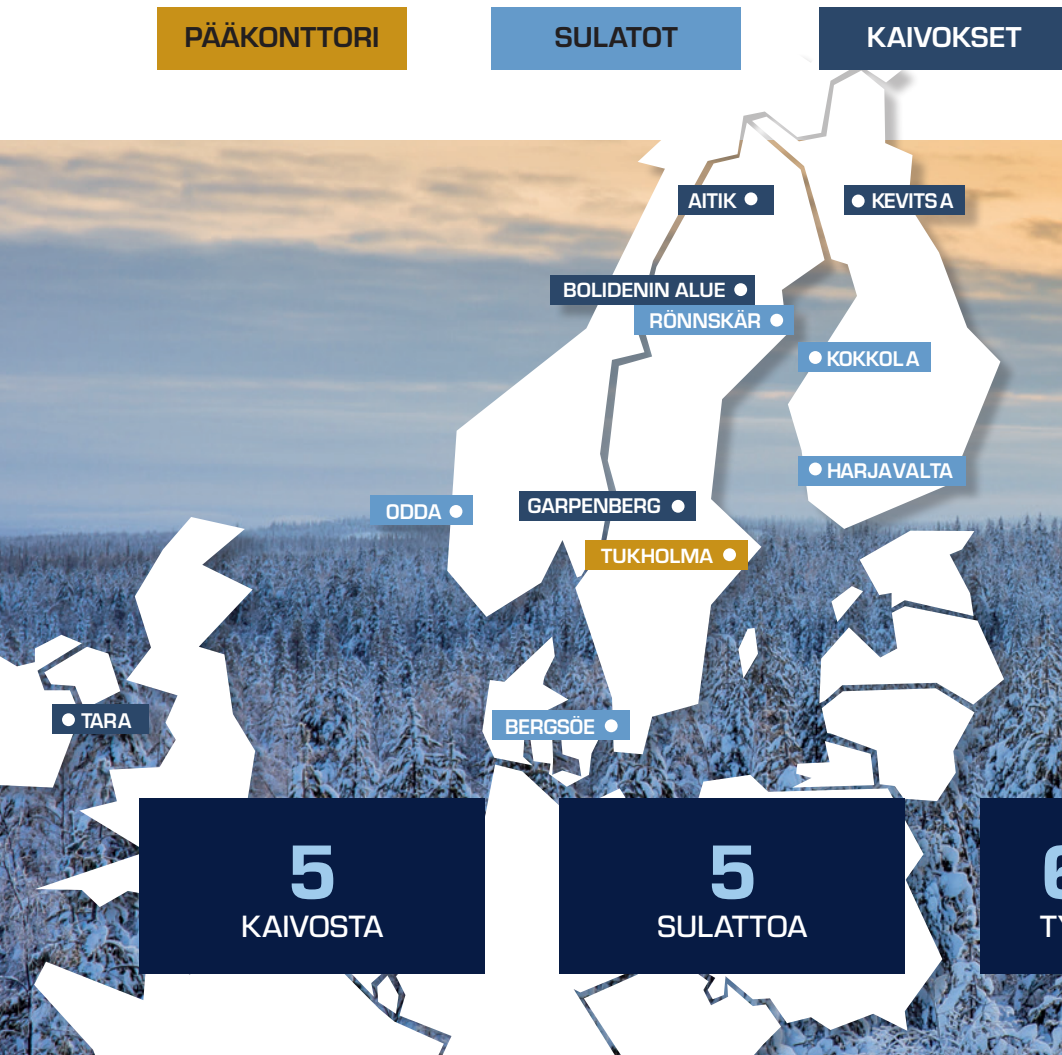 PÄÄKONTTORI
SULATOT
KAIVOKSET
AITIK
KEVITSA
BOLIDENIN ALUE
RÖNNSKÄR
KOKKOLA
HARJAVALTA
ODDA
GARPENBERG
TUKHOLMA
TARA
BERGSÖE
5
KAIVOSTA
5
SULATTOA